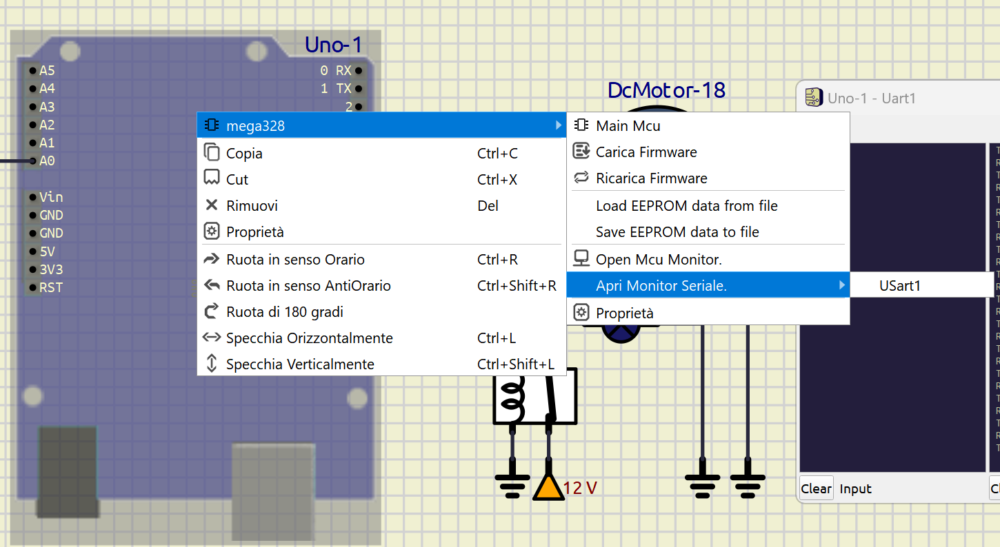 Uno-1
A5
A4
A3
A2
A1
A0
Vin
GND
GND
5V
3V3
RST
0 RX
1 TX
2
mega328
Copia Ctrl+C
Cut Ctrl+X
Rimuovi Del
Proprietà
Ruota in senso Orario Ctrl+R
Ruota in senso AntiOrario Ctrl+Shift+R
Ruota di 180 gradi
Specchia Orizzontalmente Ctrl+L
Specchia Verticalmente Ctrl+Shift+L
DcMotor-18
Main Mcu
Carica Firmware
Ricarica Firmware
Load EEPROM data from file
Save EEPROM data to file
Open Mcu Monitor.
Apri Monitor Seriale.
Proprietà
USart1
12 V
Uno-1 - Uart1
Clear Input